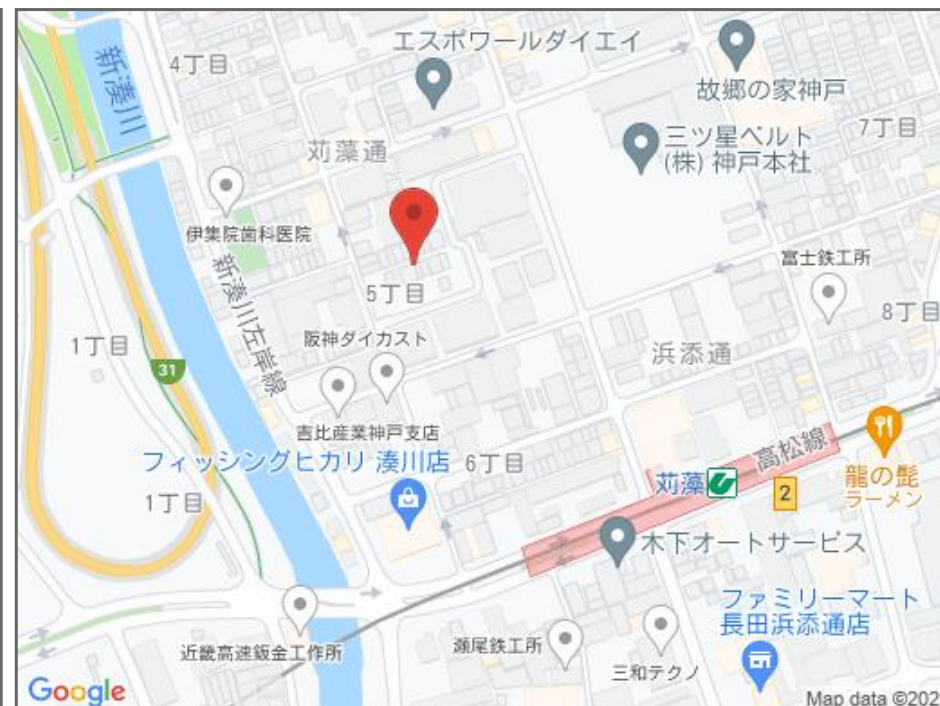 エスポワールダイエイ
新湊川
4丁目
故郷の家神戸
7丁目
三ツ星ベルト
(株) 神戸本社
苅藻通
伊集院歯科医院
富士鉄工所
新湊川左岸線
5丁目
8丁目
阪神ダイカスト
浜添通
1丁目
31
吉比産業神戸支店
高松線
フィッシングヒカリ 湊川店
6丁目
苅藻
2
龍の髭
ラーメン
1丁目
木下オートサービス
ファミリーマート
長田浜添通店
近畿高速鈑金工作所
瀬尾鉄工所
三和テクノ
Google
Map data ©202